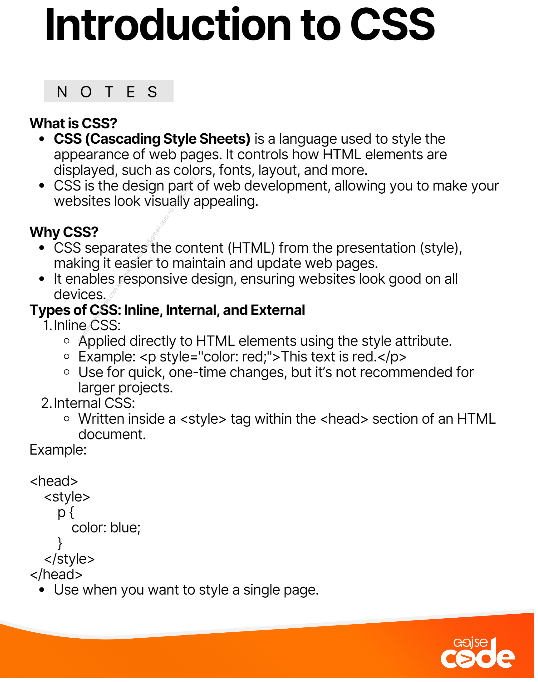 Introduction to CSS
NOTES
What is CSS?
• CSS (Cascading Style Sheets) is a language used to style the
appearance of web pages. It controls how HTML elements are
displayed, such as colors, fonts, layout, and more.
• CSS is the design part of web development, allowing you to make your
websites look visually appealing.
Why CSS?
• CSS separates the content (HTML) from the presentation (style),
making it easier to maintain and update web pages.
• It enables responsive design, ensuring websites look good on all
devices.
Types of CSS: Inline, Internal, and External
1. Inline CSS:
◦ Applied directly to HTML elements using the style attribute.
◦ Example: <p style="color: red;">This text is red.</p>
◦ Use for quick, one-time changes, but it's not recommended for
larger projects.
2. Internal CSS:
◦ Written inside a <style> tag within the <head> section of an HTML
document.
Example:
<head>
<style>
p {
color: blue;
}
</style>
</head>
• Use when you want to style a single page.
code